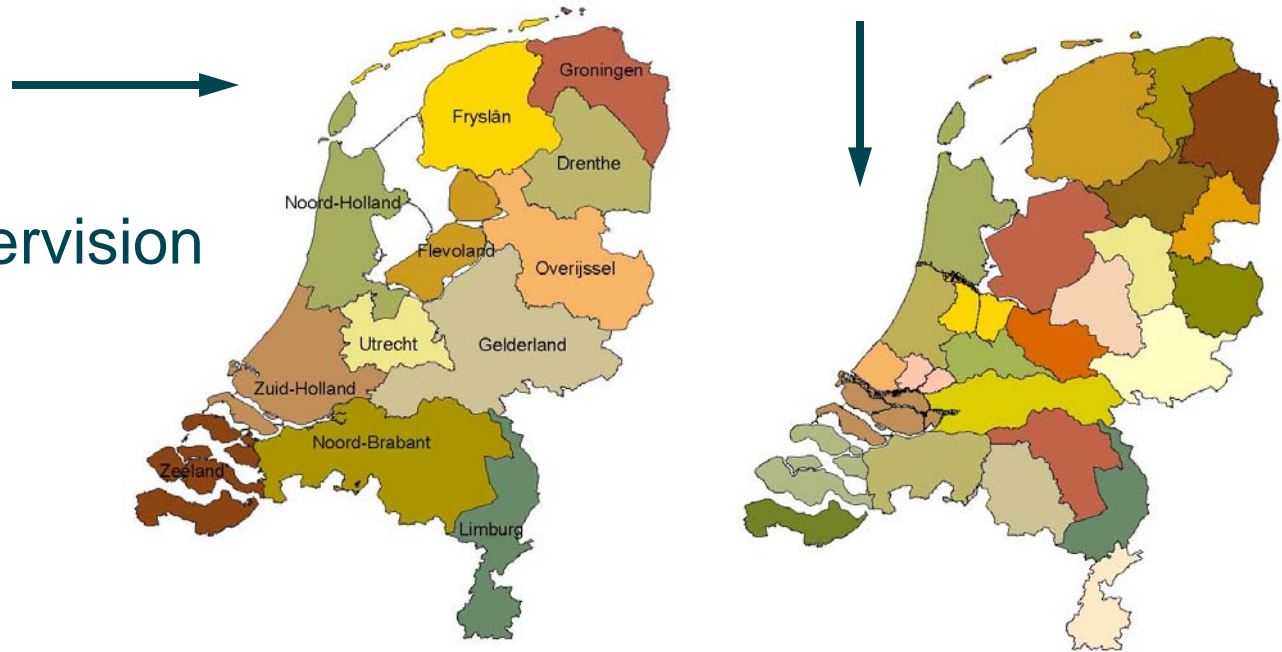 Groningen
Fryslân
Drenthe
Noord-Holland
ervision
Flevoland
Overijssel
Utrecht
Gelderland
Zuid-Holland
Noord-Brabant
Zeeland
Limburg